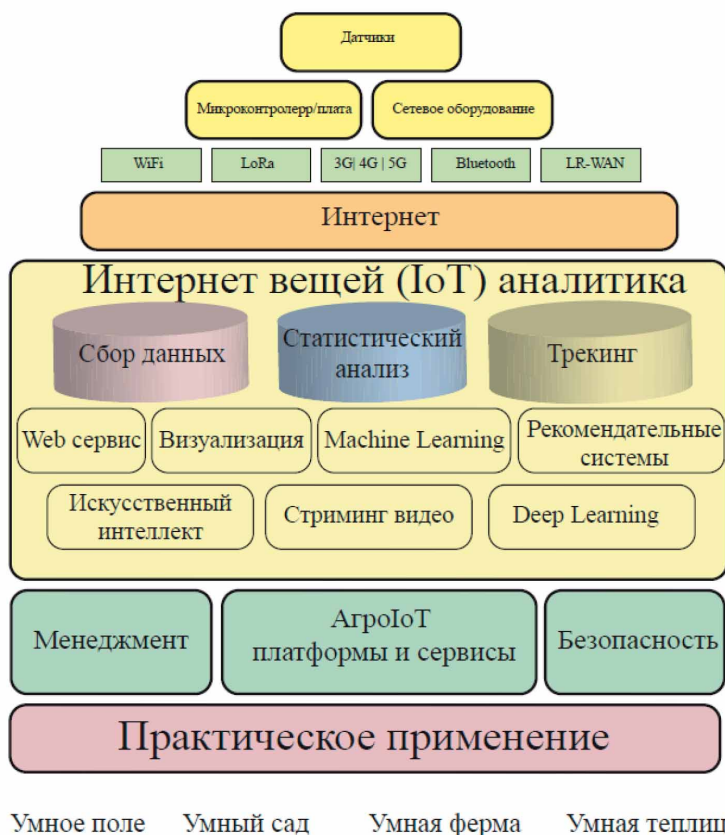 Датчики
Микроконтролерр/плата
Сетевое оборудование
WiFi
LoRa
3G| 4G | 5G
Bluetooth
LR-WAN
Интернет
Интернет вещей (IoT) аналитика
Сбор данных
Статистический
анализ
Трекинг
Web сервис
Визуализация
Machine Learning
Рекомендательные
системы
Искусственный
интеллект
Стриминг видео
Deep Learning
Менеджмент
АгроIoT
платформы и сервисы
Безопасность
Практическое применение
Умное поле
Умный сад
Умная ферма
Умная теплиц